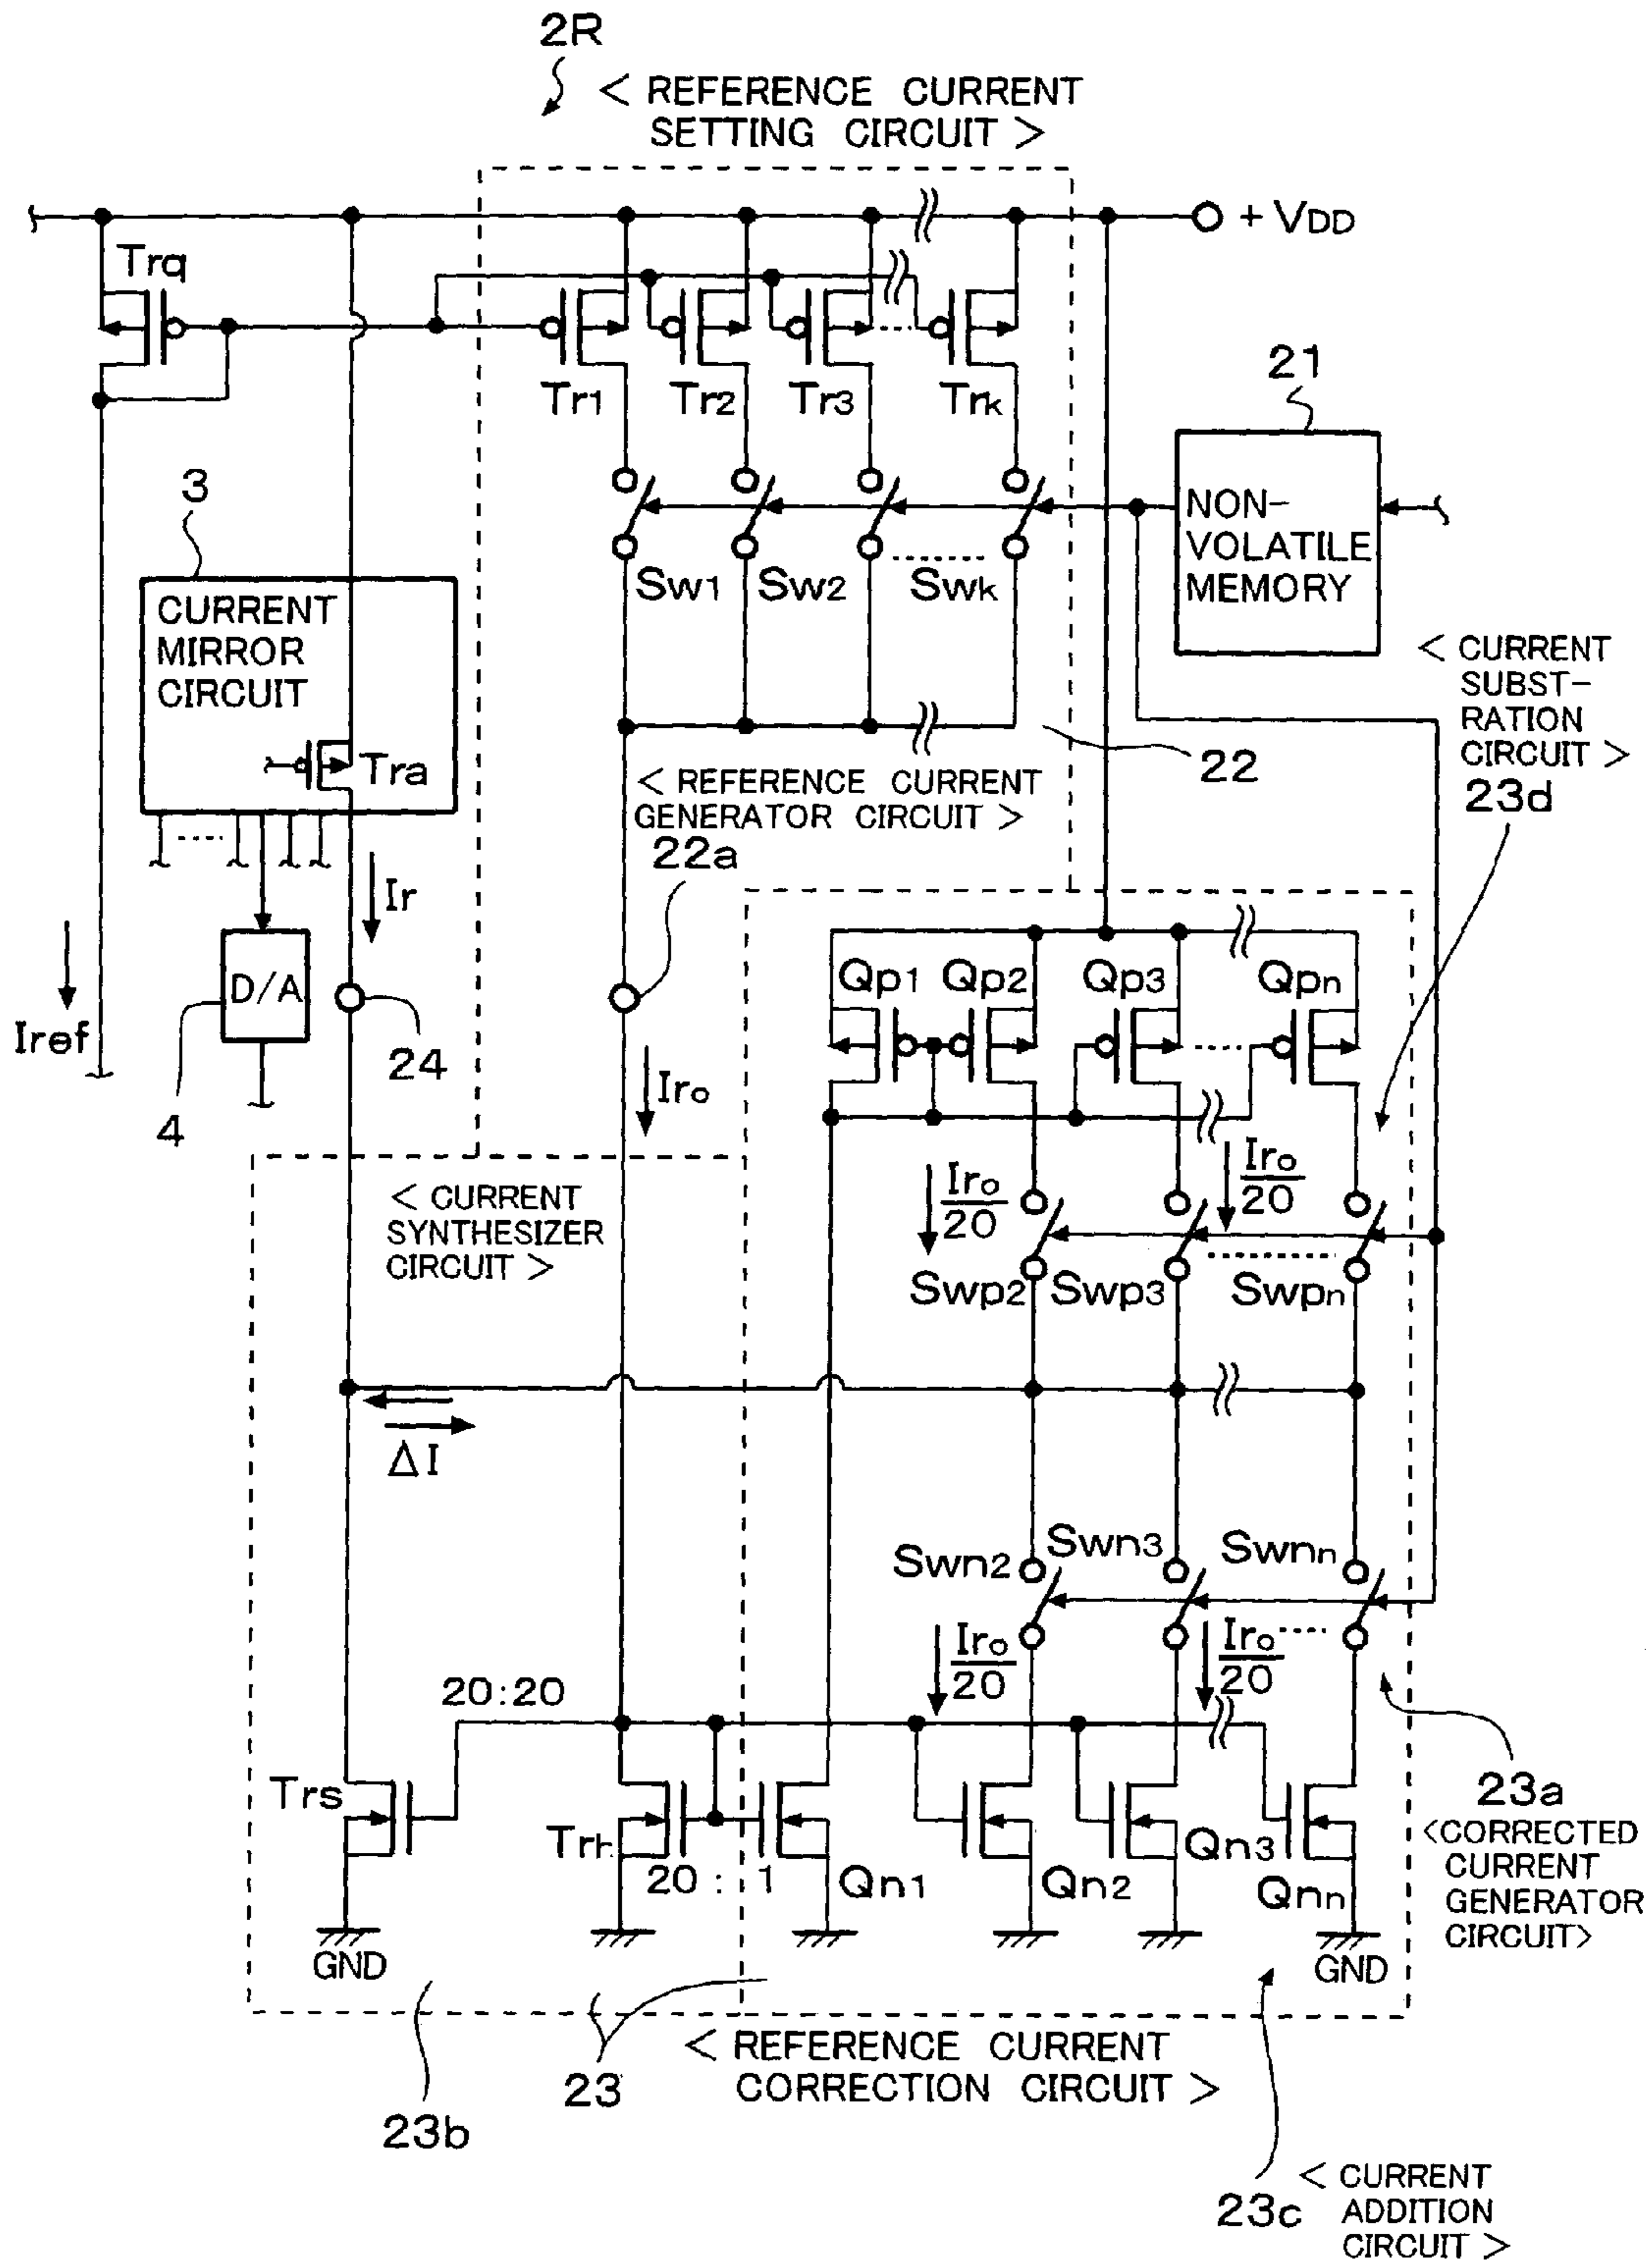 2R
< REFERENCE CURRENT
SETTING CIRCUIT >
+ VDD
Trq
Tr1
Tr2
Tr3
Trk
21
NON-
VOLATILE
MEMORY
3
CURRENT
MIRROR
CIRCUIT
Sw1
Sw2
Swk
Tra
< CURRENT
SUBST-
RATION
CIRCUIT >
23d
22
< REFERENCE CURRENT
GENERATOR CIRCUIT >
22a
Ir
Iref
D/A
4
24
Iro
Qp1
Qp2
Qp3
Qpn
< CURRENT
SYNTHESIZER
CIRCUIT >
Iro
20
Iro
20
Swp2
Swp3
Swpn
ΔI
Swn2
Swn3
Swnn
Iro
20
Iro
20
20:20
Trs
Trh
20 : 1
Qn1
Qn2
Qn3
Qnn
23a
<CORRECTED
CURRENT
GENERATOR
CIRCUIT>
GND
GND
23b
23
< REFERENCE CURRENT
CORRECTION CIRCUIT >
23c
< CURRENT
ADDITION
CIRCUIT >